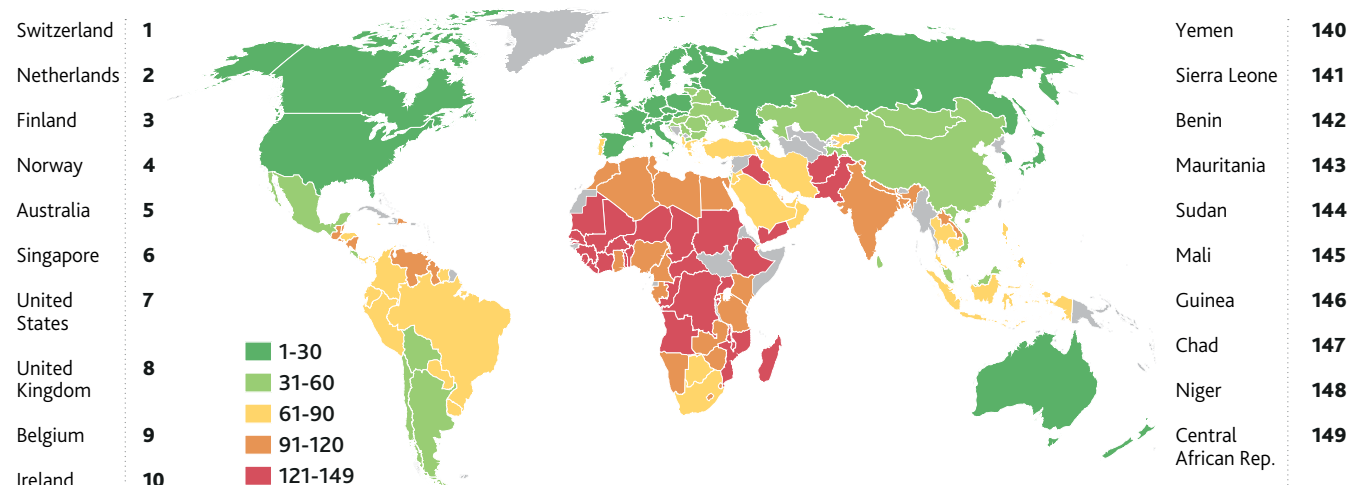 Switzerland 1
Netherlands 2
Finland 3
Norway 4
Australia 5
Singapore 6
United 7
States
United 8
Kingdom
Belgium 9
Ireland 10
1-30
31-60
61-90
91-120
121-149
Yemen 140
Sierra Leone 141
Benin 142
Mauritania 143
Sudan 144
Mali 145
Guinea 146
Chad 147
Niger 148
Central 149
African Rep.